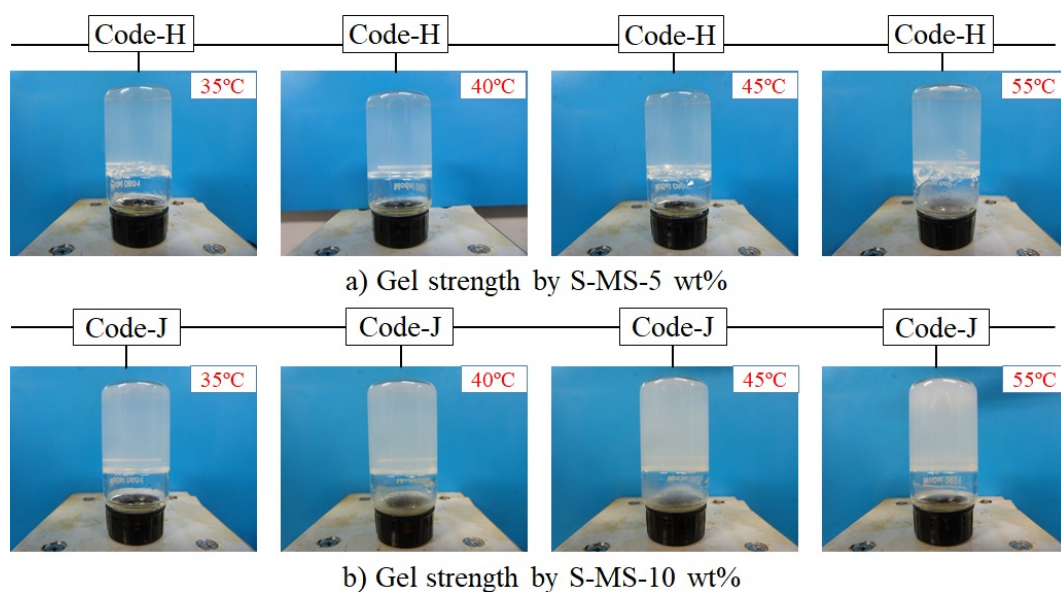 Code-H Code-H Code-H Code-H
35ºC 40ºC 45ºC 55ºC
a) Gel strength by S-MS-5 wt%
Code-J Code-J Code-J Code-J
35ºC 40ºC 45ºC 55ºC
b) Gel strength by S-MS-10 wt%